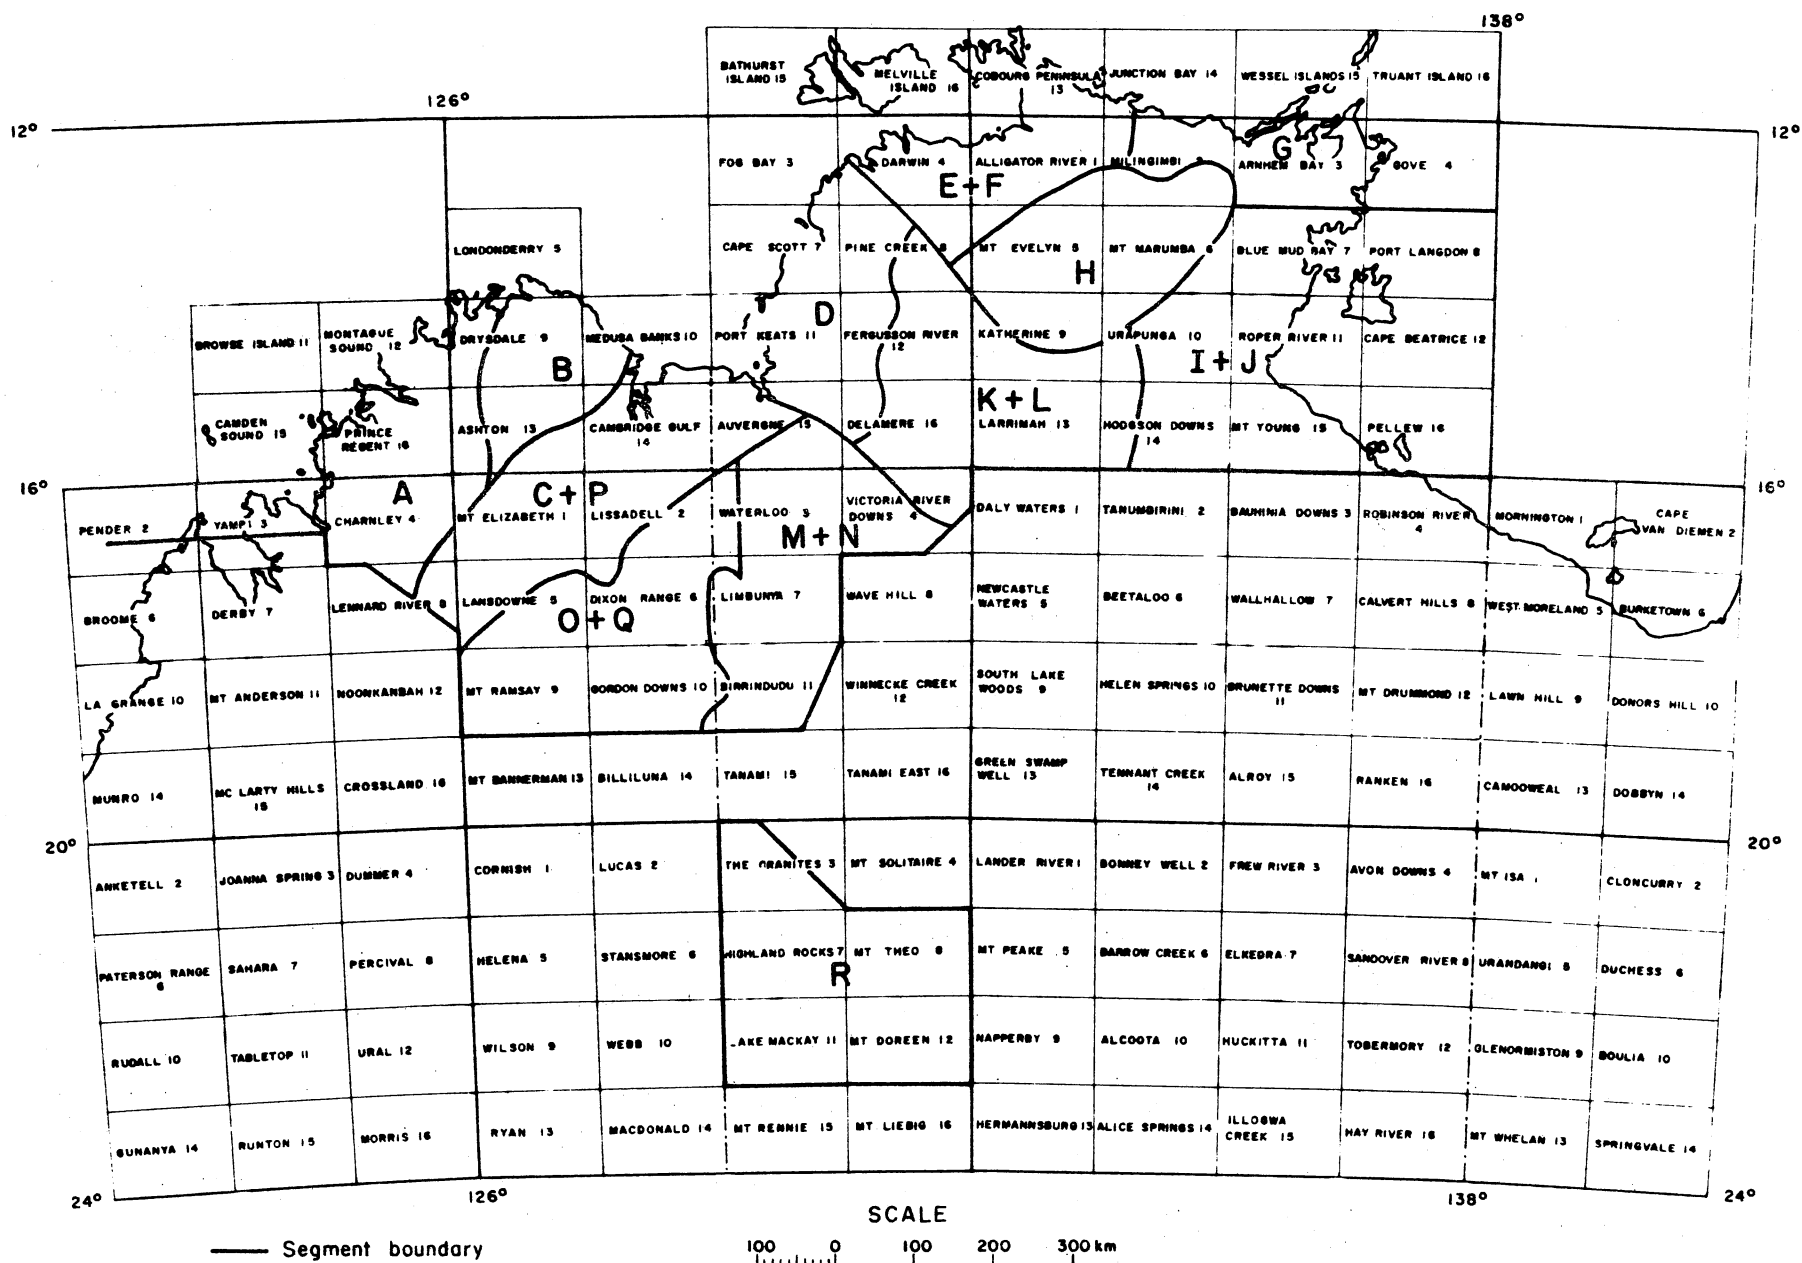 138°
BATHURST
ISLAND 15
MELVILLE
ISLAND 16
COBOURG PENINSULA
13
JUNCTION BAY 14
WESSEL ISLANDS 15
TRUANT ISLAND 16
126°
12°
12°
FOG BAY 3
DARWIN 4
ALLIGATOR RIVER 1
MILINGIMBI 2
G
ARNHEM BAY 3
GOVE 4
E+F
LONDONDERRY 5
CAPE SCOTT 7
PINE CREEK 8
MT EVELYN 5
MT MARUMBA 6
BLUE MUD BAY 7
PORT LANGDON 8
H
D
BROWSE ISLAND 11
MONTAGUE
SOUND 12
DRYSDALE 9
MEDUSA BANKS 10
PORT KEATS 11
FERGUSSON RIVER
12
KATHERINE 9
URAPUNGA 10
ROPER RIVER 11
CAPE BEATRICE 12
B
I+J
K+L
CAMDEN
SOUND 15
PRINCE
REGENT 16
ASHTON 13
CAMBRIDGE GULF
14
AUVERGNE 15
DELAMERE 16
LARRIMAH 13
HODGSON DOWNS
14
MT YOUNG 15
PELLEW 16
16°
16°
A
C+P
PENDER 2
YAMPI 3
CHARNLEY 4
MT ELIZABETH 1
LISSADELL 2
WATERLOO 3
VICTORIA RIVER
DOWNS 4
DALY WATERS 1
TANUMBIRINI 2
BAUHINIA DOWNS 3
ROBINSON RIVER
4
MORNINGTON 1
CAPE
VAN DIEMEN 2
M+N
BROOME 6
DERBY 7
LENNARD RIVER 8
LANSDOWNE 5
DIXON RANGE 6
LIMBUNYA 7
WAVE HILL 8
NEWCASTLE
WATERS 5
BEETALOO 6
WALLHALLOW 7
CALVERT HILLS 8
WEST MORELAND 5
BURKETOWN 6
O+Q
LA GRANGE 10
MT ANDERSON 11
NOONKANBAH 12
MT RAMSAY 9
GORDON DOWNS 10
BIRRINDUDU 11
WINNECKE CREEK
12
SOUTH LAKE
WOODS 9
HELEN SPRINGS 10
BRUNETTE DOWNS
11
MT DRUMMOND 12
LAWN HILL 9
DONORS HILL 10
MUNRO 14
MC LARTY HILLS
15
CROSSLAND 16
MT BANNERMAN 13
BILLILUNA 14
TANAMI 15
TANAMI EAST 16
GREEN SWAMP
WELL 13
TENNANT CREEK
14
ALROY 15
RANKEN 16
CAMOOWEAL 13
DOBBYN 14
20°
20°
ANKETELL 2
JOANNA SPRING 3
DUMMER 4
CORNISH 1
LUCAS 2
THE GRANITES 3
MT SOLITAIRE 4
LANDER RIVER 1
BONNEY WELL 2
FREW RIVER 3
AVON DOWNS 4
MT ISA 1
CLONCURRY 2
PATERSON RANGE
6
SAHARA 7
PERCIVAL 8
HELENA 5
STANSMORE 6
HIGHLAND ROCKS 7
MT THEO 8
MT PEAKE 5
BARROW CREEK 6
ELKEDRA 7
SANDOVER RIVER 8
URANDANGI 5
DUCHESS 6
R
RUDALL 10
TABLETOP 11
URAL 12
WILSON 9
WEBB 10
LAKE MACKAY 11
MT DOREEN 12
NAPPERBY 9
ALCOOTA 10
HUCKITTA 11
TOBERMORY 12
GLENORMISTON 9
BOULIA 10
GUNANYA 14
RUNTON 15
MORRIS 16
RYAN 13
MACDONALD 14
MT RENNIE 15
MT LIEBIG 16
HERMANNSBURG 13
ALICE SPRINGS 14
ILLOGWA
CREEK 15
HAY RIVER 16
MT WHELAN 13
SPRINGVALE 14
24°
126°
138°
24°
SCALE
Segment boundary
100 0 100 200 300 km